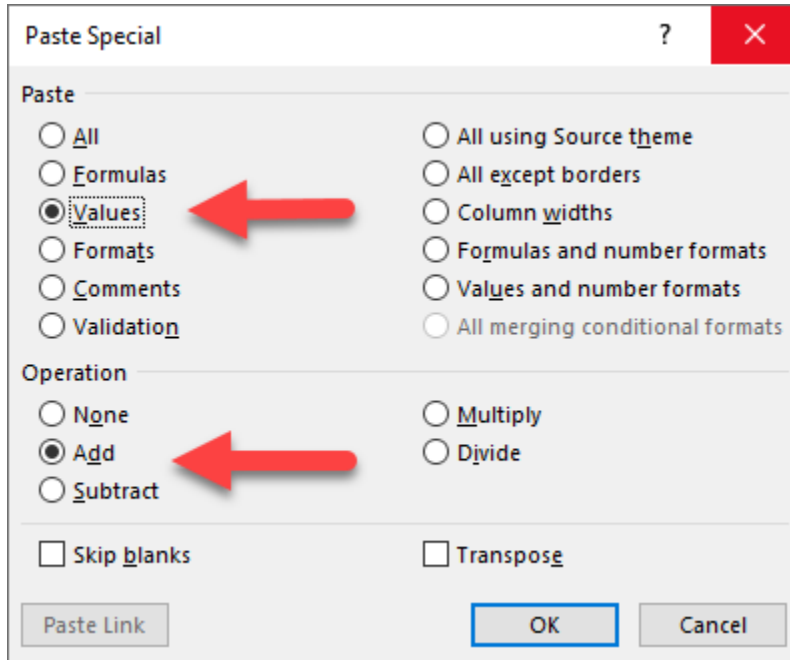 Paste Special ?
Paste
All
All using Source theme
Formulas
All except borders
Values
Column widths
Formats
Formulas and number formats
Comments
Values and number formats
Validation
All merging conditional formats
Operation
None
Multiply
Add
Divide
Subtract
Skip blanks
Transpose
Paste Link
OK
Cancel